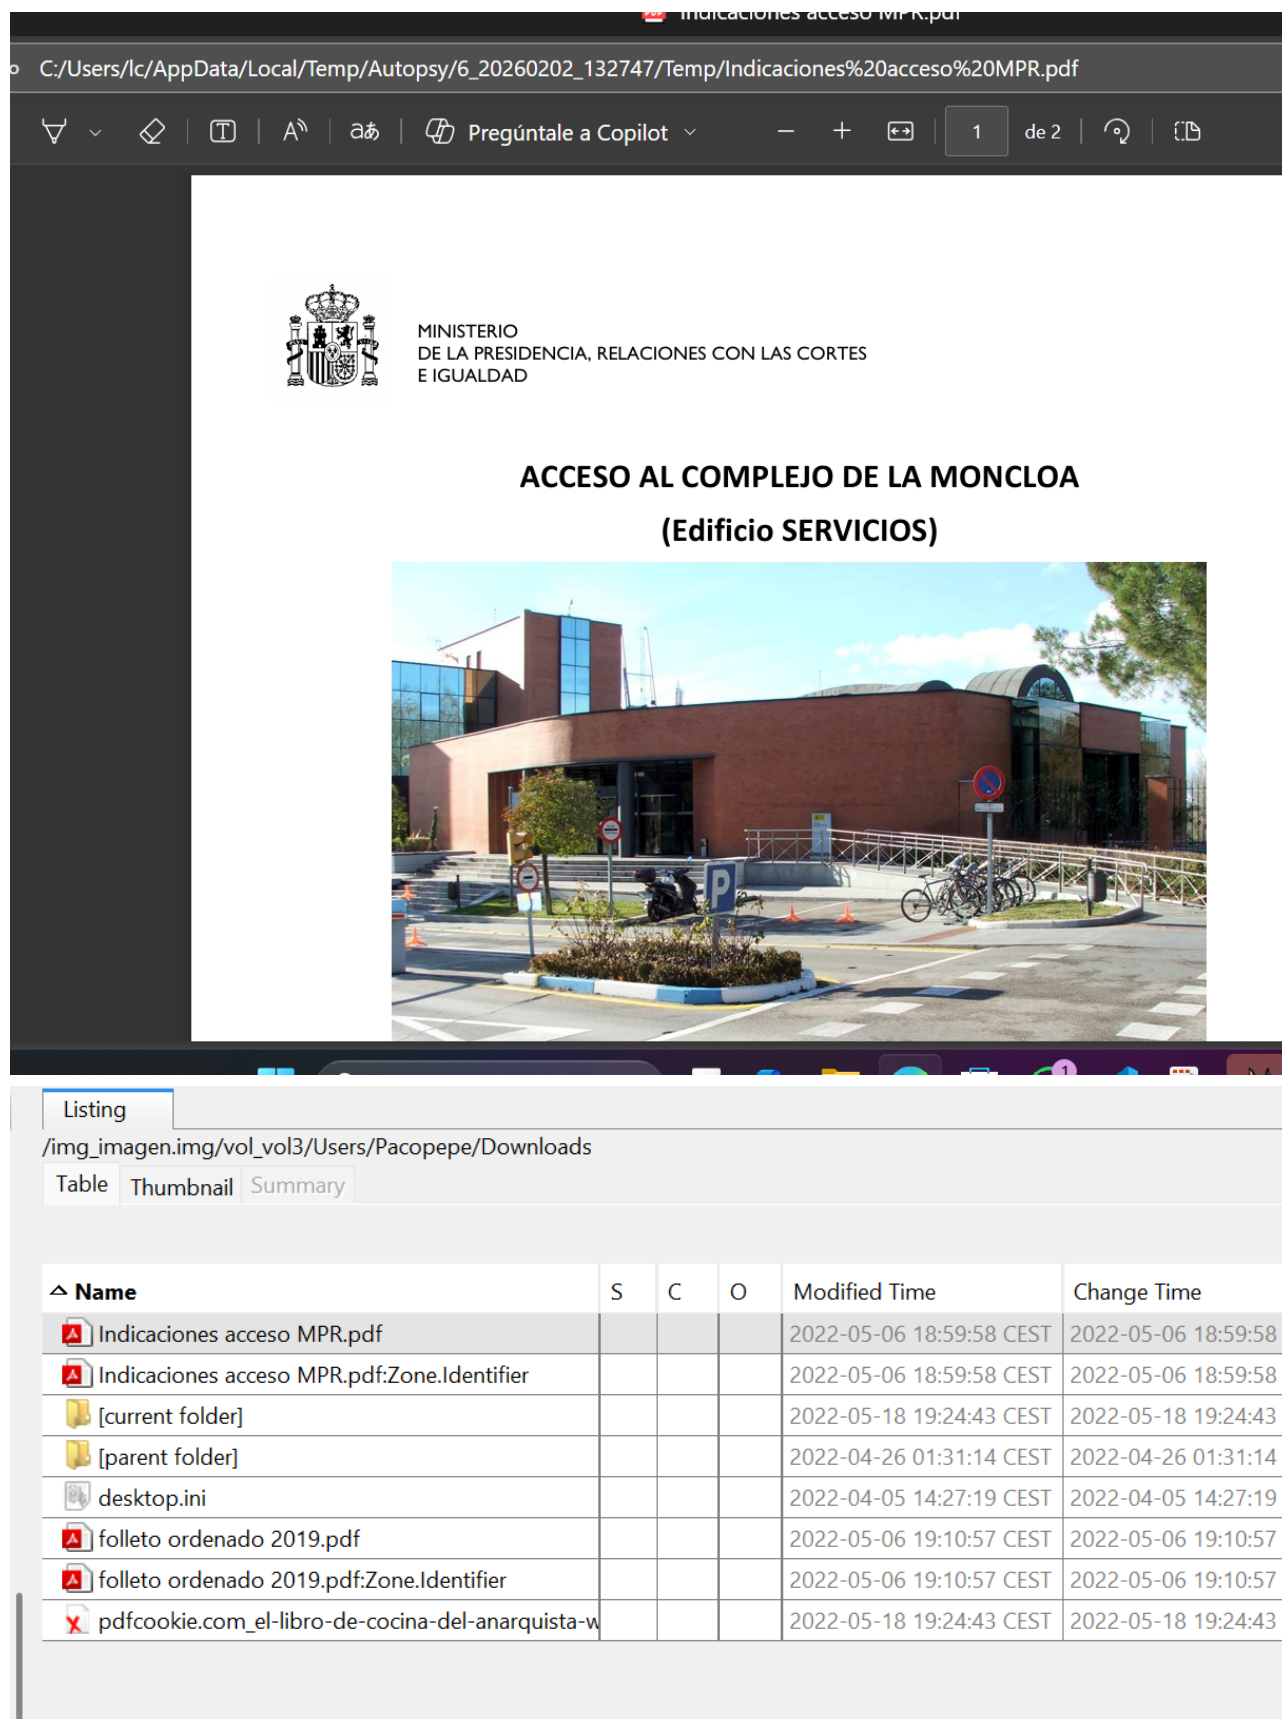 Indicaciones acceso MPR.pdf
C:/Users/lc/AppData/Local/Temp/Autopsy/6_20260202_132747/Temp/Indicaciones%20acceso%20MPR.pdf
Pregúntale a Copilot
1 de 2
MINISTERIO
DE LA PRESIDENCIA, RELACIONES CON LAS CORTES
E IGUALDAD
ACCESO AL COMPLEJO DE LA MONCLOA
(Edificio SERVICIOS)
P
1
Listing
/img_imagen.img/vol_vol3/Users/Pacopepe/Downloads
Table Thumbnail Summary
Name S C O Modified Time Change Time
Indicaciones acceso MPR.pdf 2022-05-06 18:59:58 CEST 2022-05-06 18:59:58
Indicaciones acceso MPR.pdf:Zone.Identifier 2022-05-06 18:59:58 CEST 2022-05-06 18:59:58
[current folder] 2022-05-18 19:24:43 CEST 2022-05-18 19:24:43
[parent folder] 2022-04-26 01:31:14 CEST 2022-04-26 01:31:14
desktop.ini 2022-04-05 14:27:19 CEST 2022-04-05 14:27:19
folleto ordenado 2019.pdf 2022-05-06 19:10:57 CEST 2022-05-06 19:10:57
folleto ordenado 2019.pdf:Zone.Identifier 2022-05-06 19:10:57 CEST 2022-05-06 19:10:57
pdfcookie.com_el-libro-de-cocina-del-anarquista-w 2022-05-18 19:24:43 CEST 2022-05-18 19:24:43